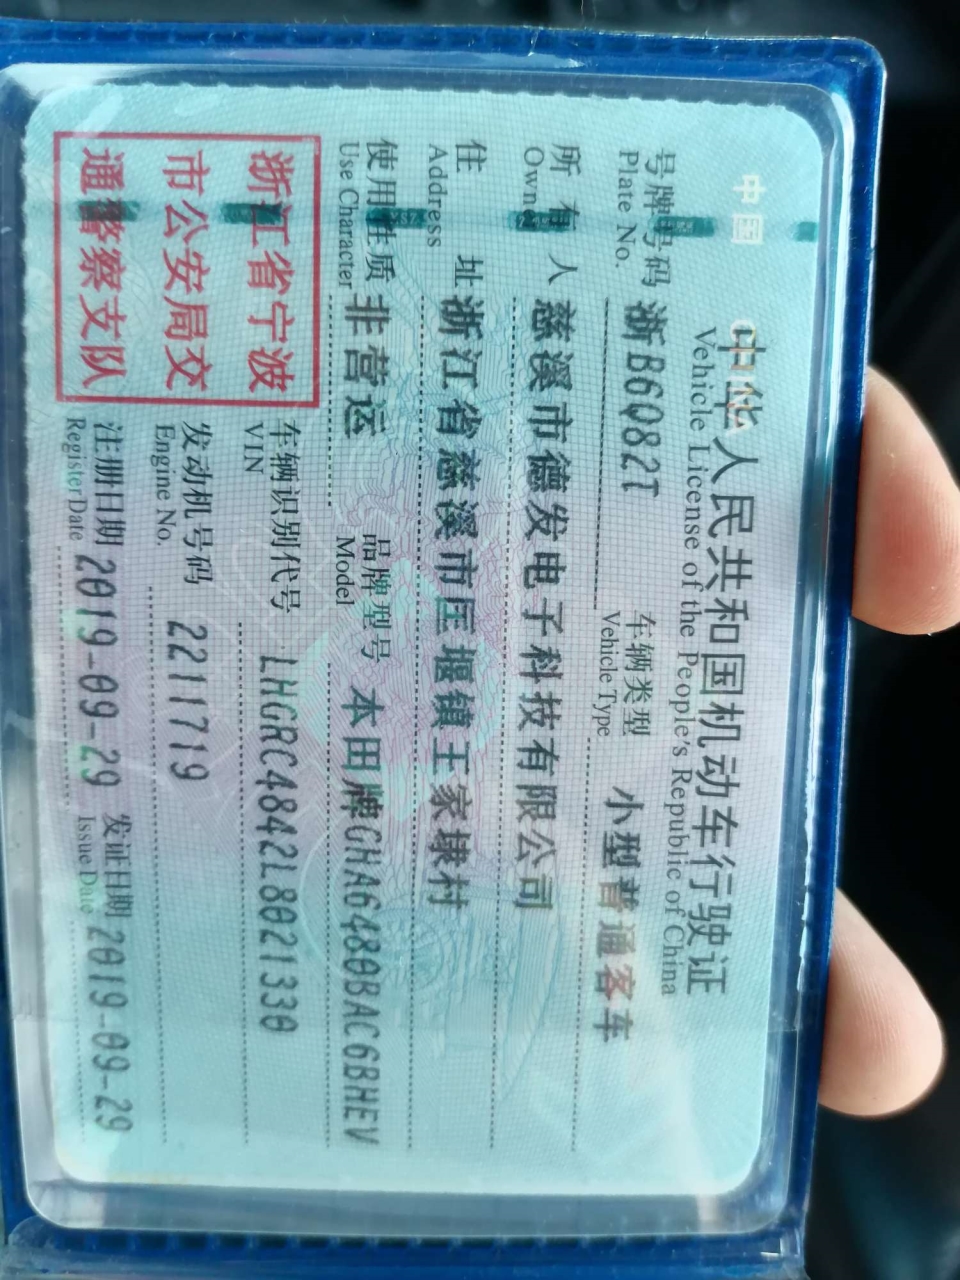 中国 C
中华人民共和国机动车行驶证
Vehicle License of the People's Republic of China
号牌号码 浙B6Q82T 车辆类型 小型普通客车
Plate No. Vehicle Type
所有人 慈溪市德发电子科技有限公司
Owner
住址 浙江省慈溪市匡堰镇王家埭村
Address
使用性质 非营运 品牌型号 本田牌GHA6480BAC6BHEV
Use Character Model
浙江省宁波
市公安局交
通警察支队
车辆识别代号 LHGRC4842L8021330
VIN
发动机号码 2211719
Engine No.
注册日期 2019-09-29 发证日期 2019-09-29
Register Date Issue Date